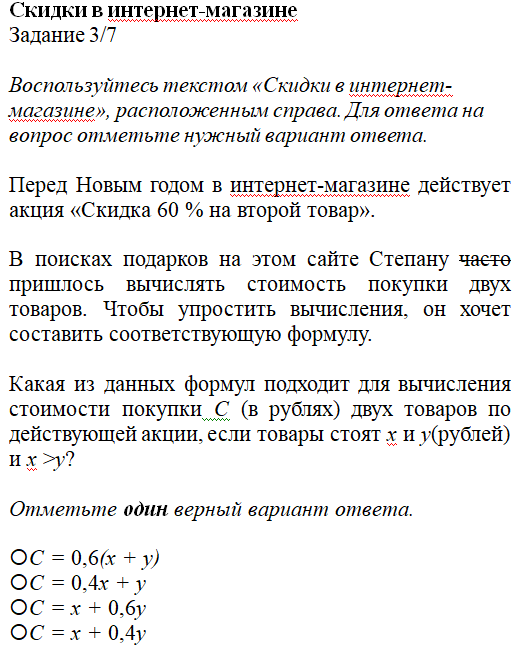 Скидки в интернет-магазине
Задание 3/7
Воспользуйтесь текстом «Скидки в интернет-
магазине», расположенным справа. Для ответа на
вопрос отметьте нужный вариант ответа.
Перед Новым годом в интернет-магазине действует
акция «Скидка 60 % на второй товар».
В поисках подарков на этом сайте Степану часто
пришлось вычислять стоимость покупки двух
товаров. Чтобы упростить вычисления, он хочет
составить соответствующую формулу.
Какая из данных формул подходит для вычисления
стоимости покупки C (в рублях) двух товаров по
действующей акции, если товары стоят x и y(рублей)
и x >y?
Отметьте один верный вариант ответа.
C = 0,6(x + y)
C = 0,4x + y
C = x + 0,6y
C = x + 0,4y